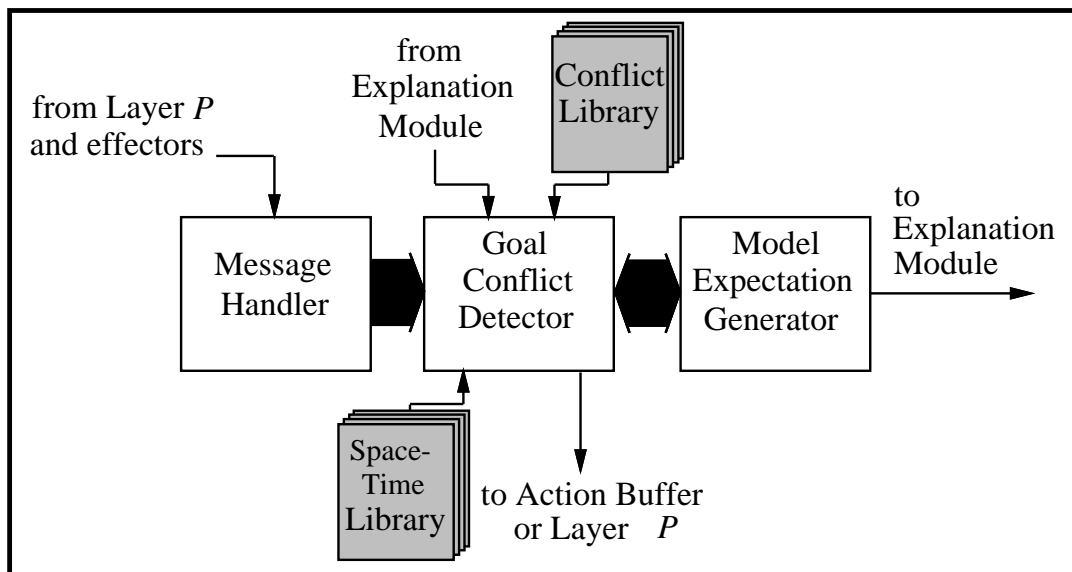 from Layer P
and effectors
from
Explanation
Module
Conflict
Library
Message
Handler
Goal
Conflict
Detector
Model
Expectation
Generator
to
Explanation
Module
Space-
Time
Library
to Action Buffer
or Layer P